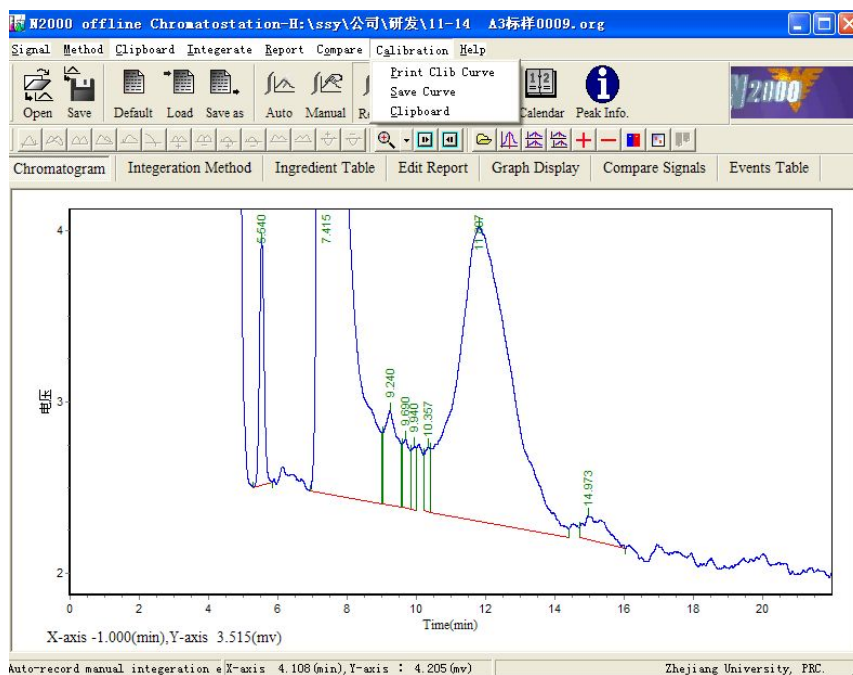 N2000 offline Chromatostation-H:\ssy\公司\研发\11-14 A3标样0009.org
Signal Method Clipboard Integerate Report Compare Calibration Help
Print Clib Curve
Save Curve
Clipboard
Open Save Default Load Save as Auto Manual Calendar Peak Info.
N2000
Chromatogram Integeration Method Ingredient Table Edit Report Graph Display Compare Signals Events Table
5.540 7.415 9.240 9.690 9.940 10.357 14.973
电压
4
3
2
0 2 4 6 8 10 12 14 16 18 20
Time(min)
X-axis -1.000(min),Y-axis 3.515(mv)
Auto-record manual integeration e X-axis 4.108(min),Y-axis : 4.205(mv) Zhejiang University, PRC.